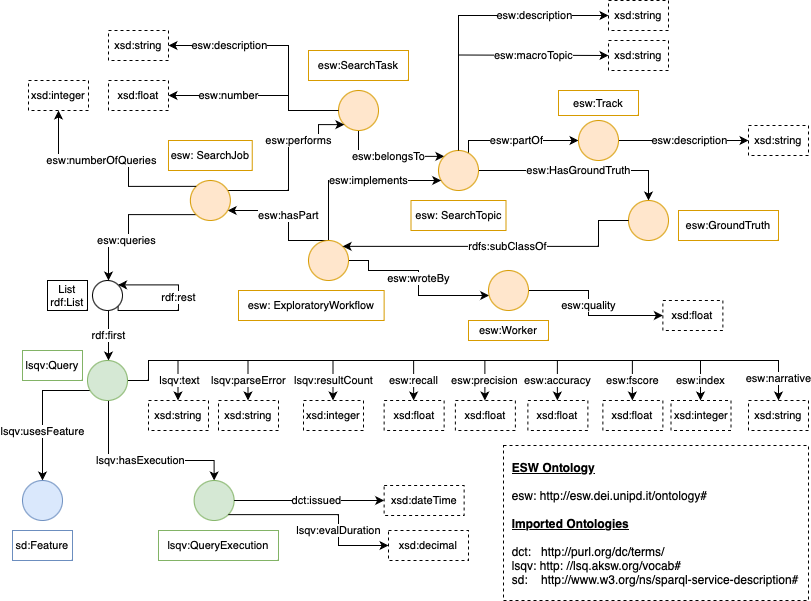 esw:description
xsd:string
xsd:string
esw:description
esw:macroTopic
xsd:string
esw:SearchTask
xsd:integer
xsd:float
esw:number
esw:Track
esw:performs
esw:partOf
esw:description
xsd:string
esw: SearchJob
esw:numberOfQueries
esw:belongsTo
esw:HasGroundTruth
esw:implements
esw:hasPart
esw: SearchTopic
esw:GroundTruth
esw:queries
rdfs:subClassOf
esw:wroteBy
List
rdf:List
rdf:rest
esw: ExploratoryWorkflow
esw:quality
xsd:float
esw:Worker
rdf:first
lsqv:Query
lsqv:text
lsqv:parseError
lsqv:resultCount
esw:recall
esw:precision
esw:accuracy
esw:fscore
esw:index
esw:narrative
xsd:string
xsd:string
xsd:integer
xsd:float
xsd:float
xsd:float
xsd:float
xsd:integer
xsd:string
lsqv:usesFeature
lsqv:hasExecution
dct:issued
xsd:dateTime
lsqv:evalDuration
xsd:decimal
sd:Feature
lsqv:QueryExecution
ESW Ontology
esw: http://esw.dei.unipd.it/ontology#
Imported Ontologies
dct: http://purl.org/dc/terms/
lsqv: http: //lsq.aksw.org/vocab#
sd: http://www.w3.org/ns/sparql-service-description#